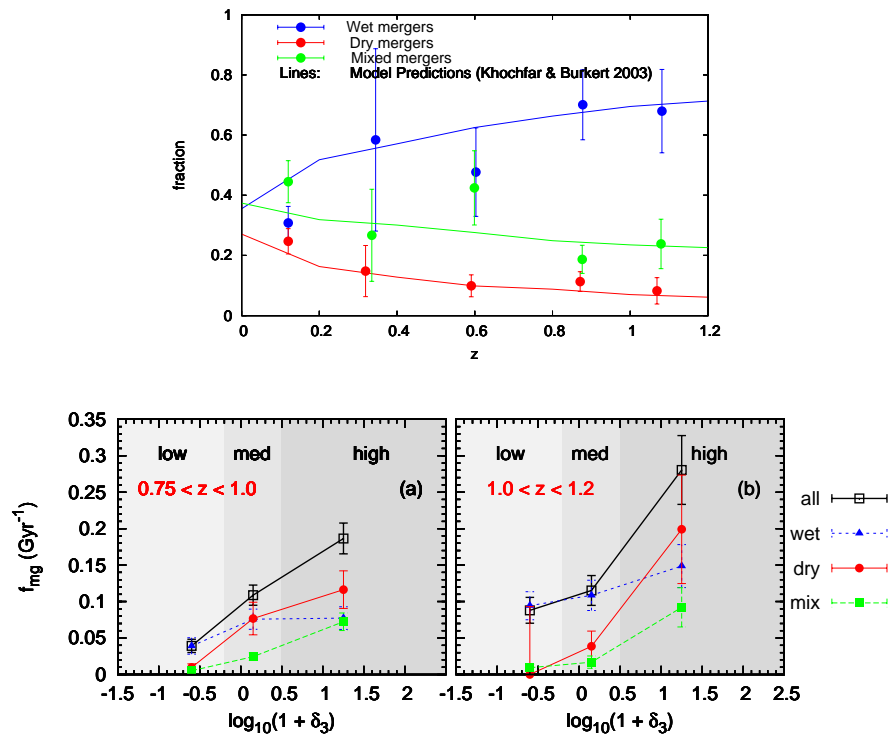 Wet mergers
Dry mergers
Mixed mergers
Lines: Model Predictions (Khochfar & Burkert 2003)
1
0.8
0.6
0.4
0.2
0
fraction
0 0.2 0.4 0.6 0.8 1 1.2
z
0.35
0.3
0.25
0.2
0.15
0.1
0.05
0
f_mg (Gyr⁻¹)
low med high
0.75 < z < 1.0 (a)
-1.5 -1 -0.5 0 0.5 1 1.5 2
log₁₀(1 + δ₃)
low med high
1.0 < z < 1.2 (b)
-1.5 -1 -0.5 0 0.5 1 1.5 2 2.5
log₁₀(1 + δ₃)
all
wet
dry
mix